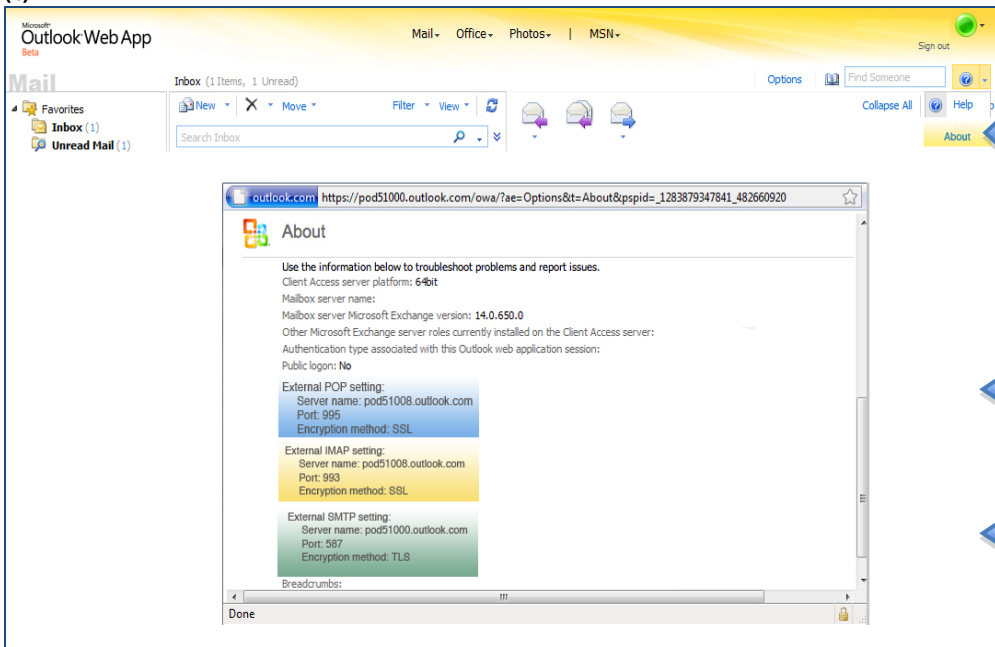 Microsoft
Outlook Web App
Beta
Mail Office Photos | MSN
Sign out
Mail
Inbox (1 Items, 1 Unread)
Options
Find Someone
Favorites
Inbox (1)
Unread Mail (1)
New X Move Filter View
Search Inbox
Collapse All
Help
About
outlook.com https://pod51000.outlook.com/owa/?ae=Options&t=About&pspid=_1283879347841_482660920
About
Use the information below to troubleshoot problems and report issues.
Client Access server platform: 64bit
Mailbox server name:
Mailbox server Microsoft Exchange version: 14.0.650.0
Other Microsoft Exchange server roles currently installed on the Client Access server:
Authentication type associated with this Outlook web application session:
Public logon: No
External POP setting:
Server name: pod51008.outlook.com
Port: 995
Encryption method: SSL
External IMAP setting:
Server name: pod51008.outlook.com
Port: 993
Encryption method: SSL
External SMTP setting:
Server name: pod51000.outlook.com
Port: 587
Encryption method: TLS
Breadcrumbs:
Done